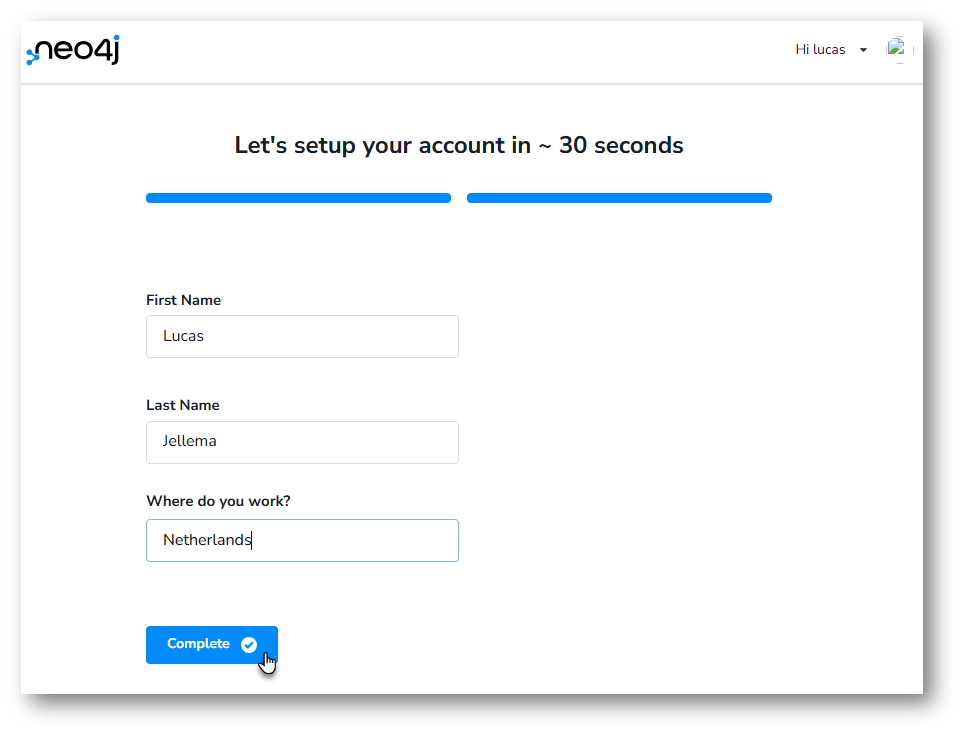 neo4j
Hi lucas
Let's setup your account in ~ 30 seconds
First Name
Lucas
Last Name
Jellema
Where do you work?
Netherlands
Complete